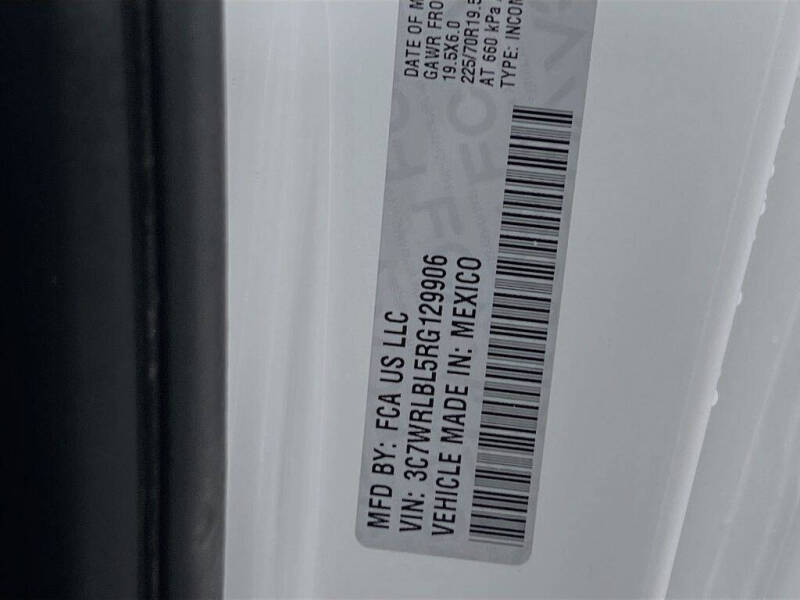 MFD BY: FCA US LLC
VIN: 3C7WRLBL5RG129906
VEHICLE MADE IN: MEXICO
DATE OF M
GAWR FRO
19.5X6.0
225/70R19.5
AT 660 kPa
TYPE: INCOM